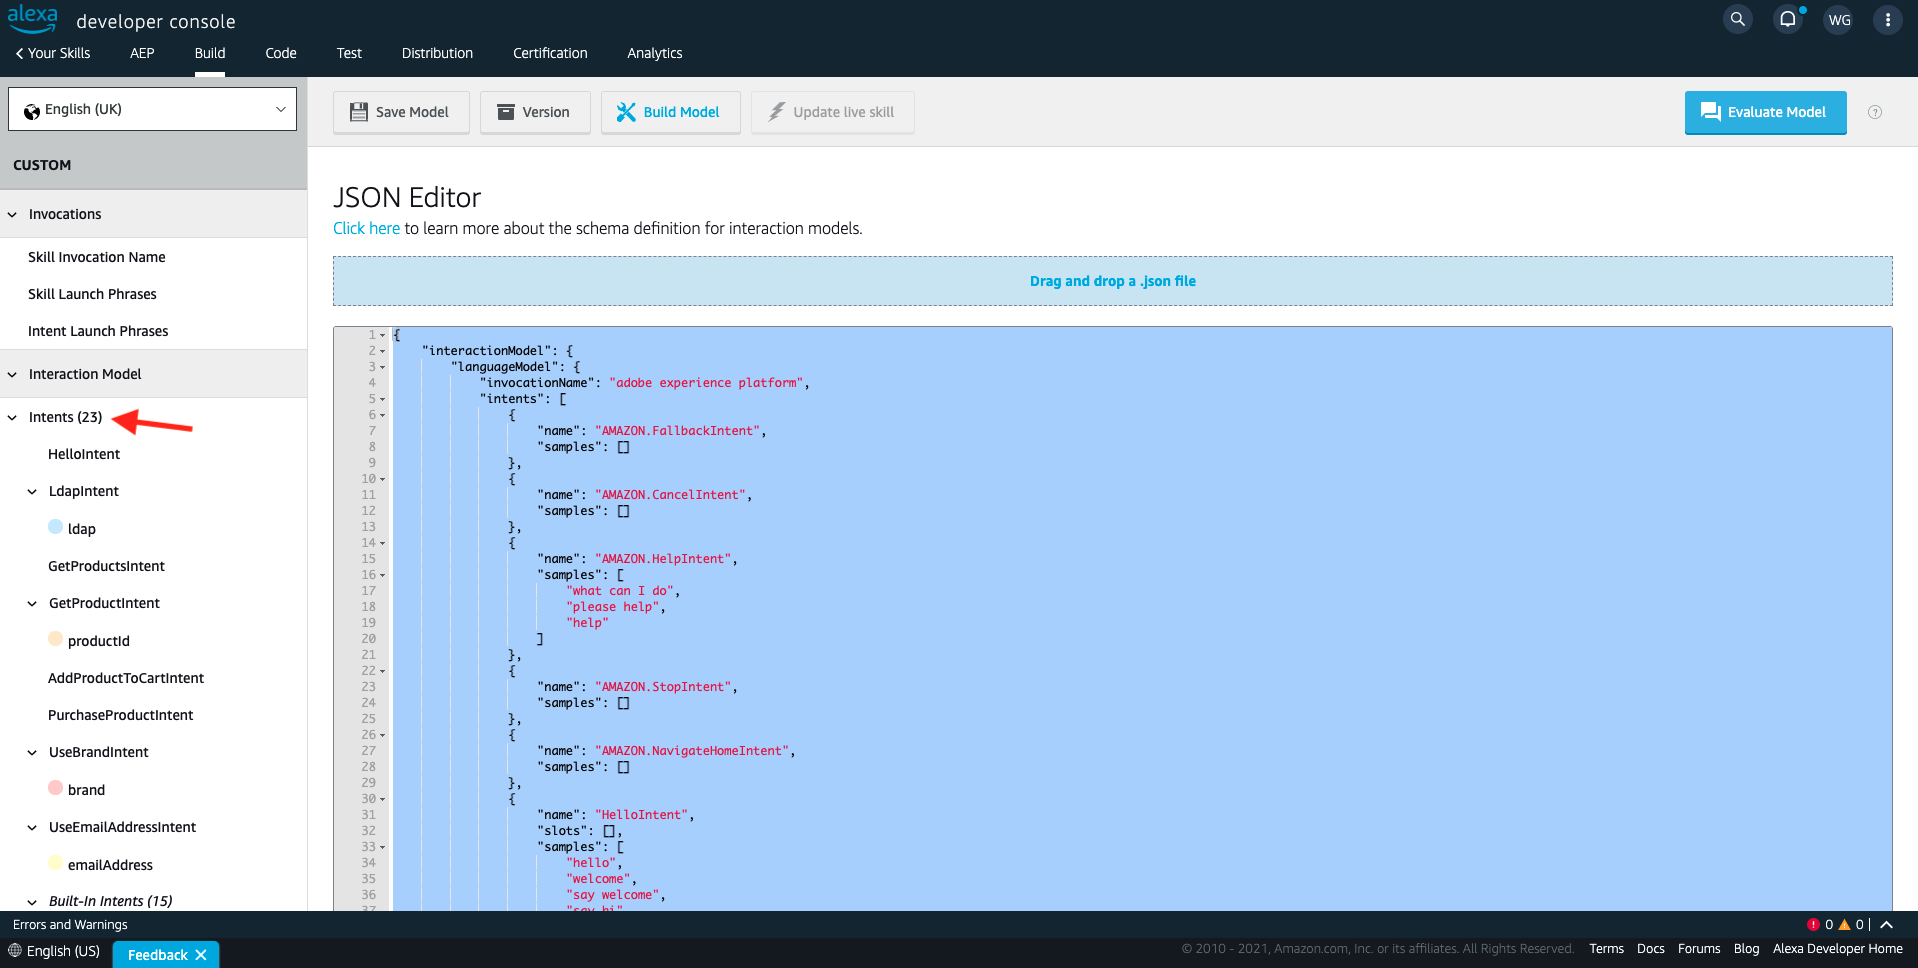 alexa developer console
WG
Your Skills AEP Build Code Test Distribution Certification Analytics
English (UK)
Save Model Version Build Model Update live skill Evaluate Model ?
CUSTOM
Invocations
Skill Invocation Name
Skill Launch Phrases
Intent Launch Phrases
Interaction Model
Intents (23)
HelloIntent
LdapIntent
ldap
GetProductsIntent
GetProductIntent
productId
AddProductToCartIntent
PurchaseProductIntent
UseBrandIntent
brand
UseEmailAddressIntent
emailAddress
Built-In Intents (15)
JSON Editor
Click here to learn more about the schema definition for interaction models.
Drag and drop a .json file
1 {
2 "interactionModel": {
3 "languageModel": {
4 "invocationName": "adobe experience platform",
5 "intents": [
6 {
7 "name": "AMAZON.FallbackIntent",
8 "samples": []
9 },
10 {
11 "name": "AMAZON.CancelIntent",
12 "samples": []
13 },
14 {
15 "name": "AMAZON.HelpIntent",
16 "samples": [
17 "what can I do",
18 "please help",
19 "help"
20 ]
21 },
22 {
23 "name": "AMAZON.StopIntent",
24 "samples": []
25 },
26 {
27 "name": "AMAZON.NavigateHomeIntent",
28 "samples": []
29 },
30 {
31 "name": "HelloIntent",
32 "slots": [],
33 "samples": [
34 "hello",
35 "welcome",
36 "say welcome",
37 "say hi"
Errors and Warnings
0 0
English (US) Feedback
© 2010 - 2021, Amazon.com, Inc. or its affiliates. All Rights Reserved. Terms Docs Forums Blog Alexa Developer Home